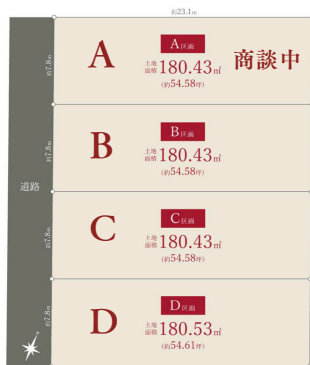 約23.1m
約7.8m
A
A区画
土地面積 180.43㎡
(約54.58坪)
商談中
約7.8m
B
B区画
土地面積 180.43㎡
(約54.58坪)
道路
約7.8m
C
C区画
土地面積 180.43㎡
(約54.58坪)
約7.8m
D
D区画
土地面積 180.53㎡
(約54.61坪)